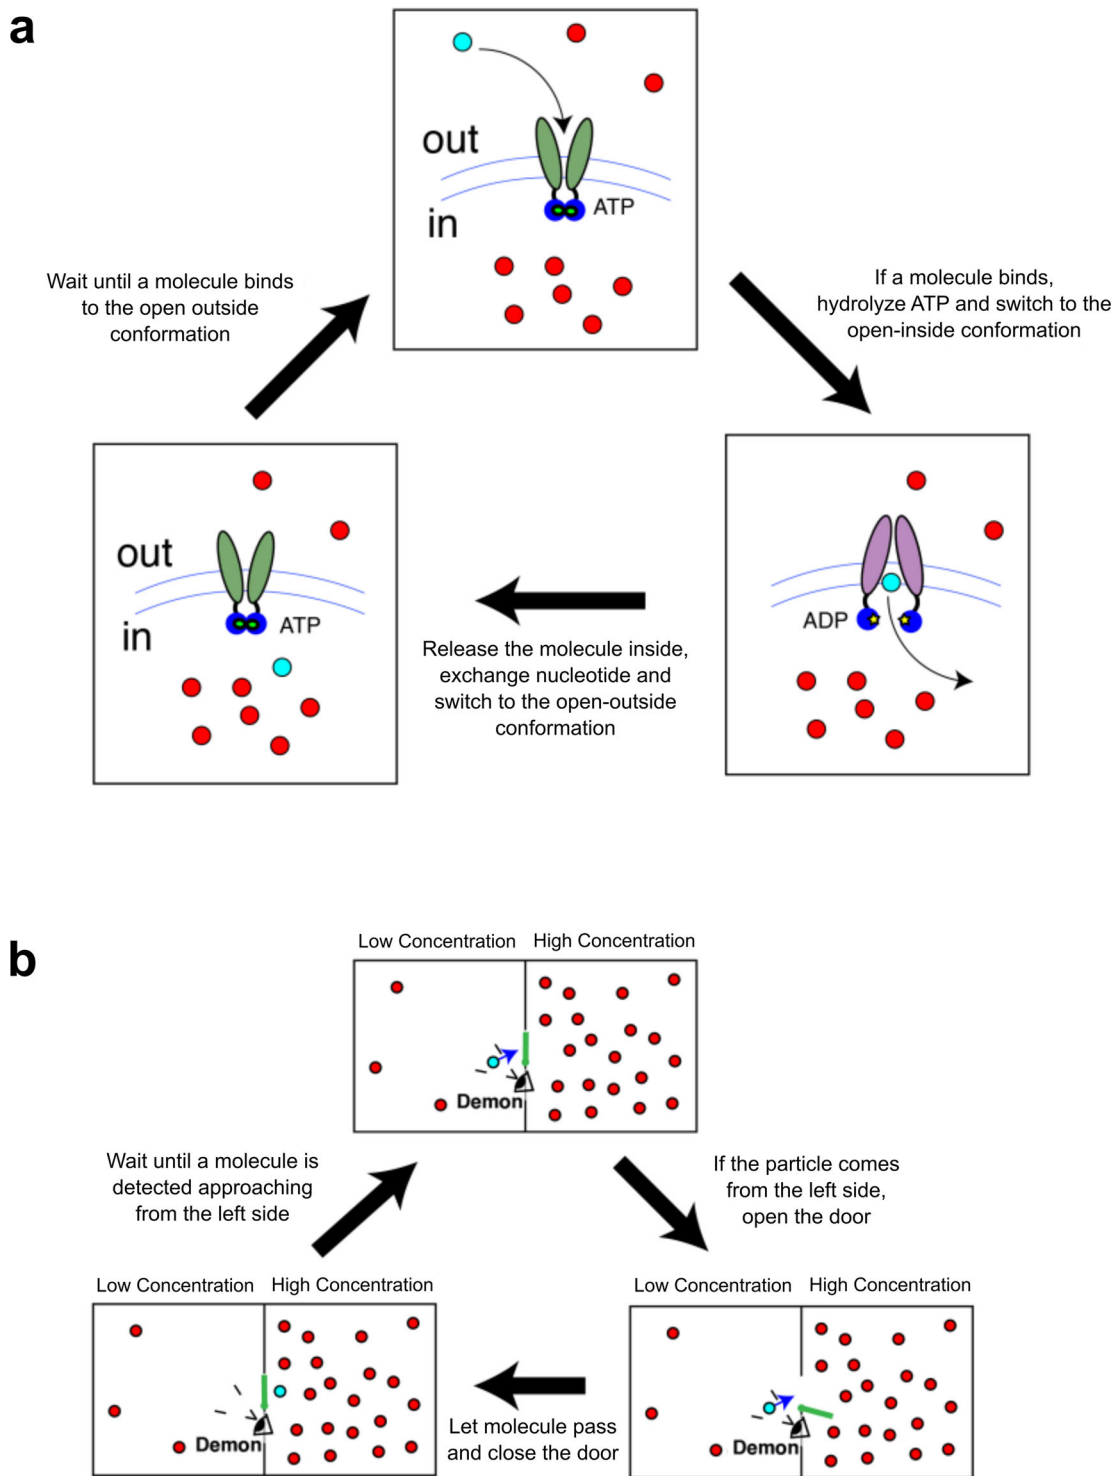 a
out
in
ATP
Wait until a molecule binds
to the open outside
conformation
If a molecule binds,
hydrolyze ATP and switch to the
open-inside conformation
out
in
ATP
Release the molecule inside,
exchange nucleotide and
switch to the open-outside
conformation
ADP
b
Low Concentration
High Concentration
Demon
Wait until a molecule is
detected approaching
from the left side
If the particle comes
from the left side,
open the door
Low Concentration
High Concentration
Demon
Let molecule pass
and close the door
Low Concentration
High Concentration
Demon